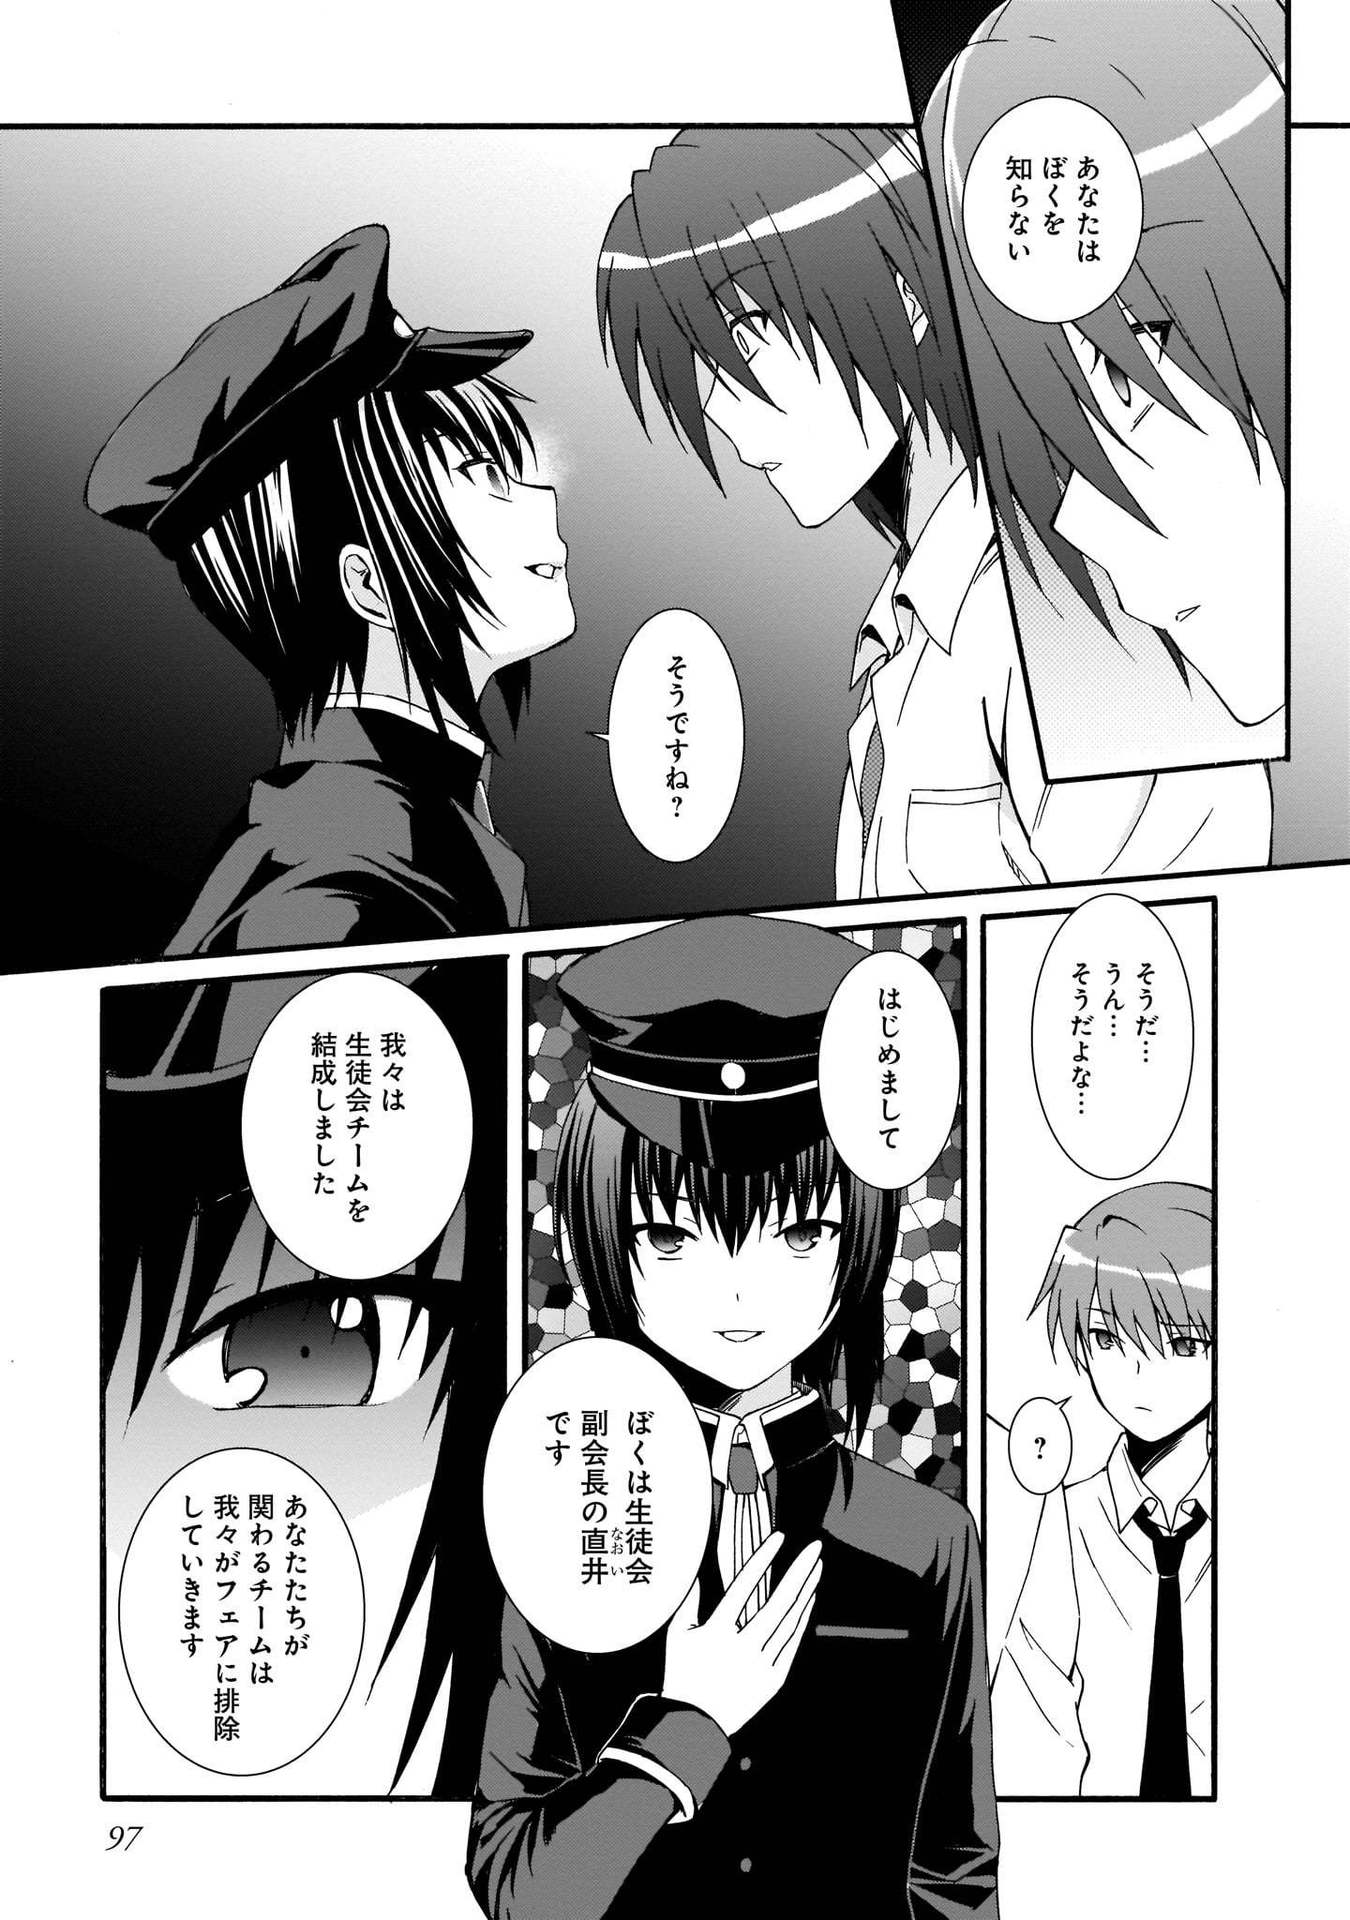 あなたは
ぼくを
知らない
そうですね？
そうだ…
うん…
そうだよな…
？
はじめまして
ぼくは生徒会
副会長の直井
なおい
です
我々は
生徒会チームを
結成しました
あなたたちが
関わるチームは
我々がフェアに排除
していきます
97